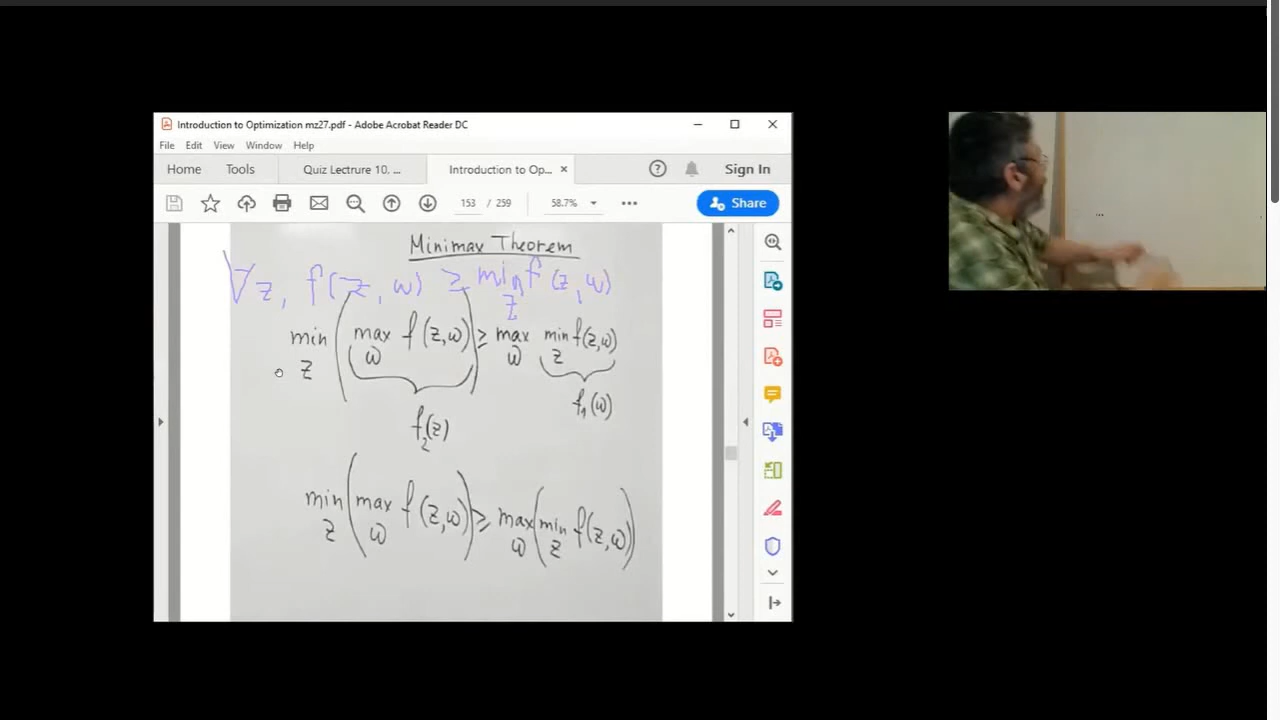 Introduction to Optimization mz27.pdf - Adobe Acrobat Reader DC
File Edit View Window Help
Home Tools Quiz Lectrure 10, ... Introduction to Op... Sign In
153 / 259 58.7% Share
Minimax Theorem
∀z, f(z, w) ≥ min f(z, w)
z
min ( max f(z,w) ) ≥ max min f(z,w)
z w w z
f₁(w)
f₂(z)
min ( max f(z,w) ) ≥ max ( min f(z,w) )
z w w z